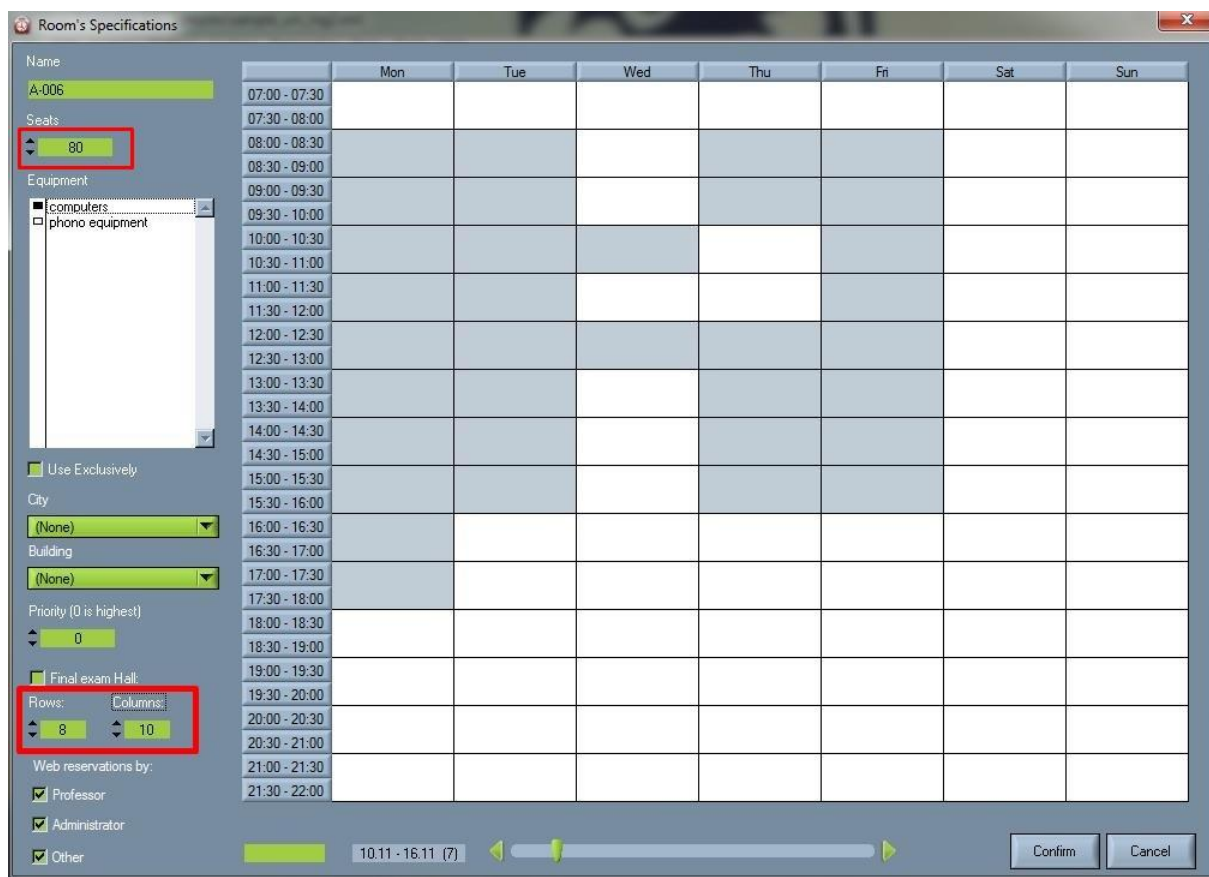 Room's Specifications
Name
A-006
Seats
80
Equipment
computers
phono equipment
Use Exclusively
City
(None)
Building
(None)
Priority (0 is highest)
0
Final exam Hall:
Rows: Columns:
8 10
Web reservations by:
Professor
Administrator
Other
Mon Tue Wed Thu Fri Sat Sun
07:00 - 07:30
07:30 - 08:00
08:00 - 08:30
08:30 - 09:00
09:00 - 09:30
09:30 - 10:00
10:00 - 10:30
10:30 - 11:00
11:00 - 11:30
11:30 - 12:00
12:00 - 12:30
12:30 - 13:00
13:00 - 13:30
13:30 - 14:00
14:00 - 14:30
14:30 - 15:00
15:00 - 15:30
15:30 - 16:00
16:00 - 16:30
16:30 - 17:00
17:00 - 17:30
17:30 - 18:00
18:00 - 18:30
18:30 - 19:00
19:00 - 19:30
19:30 - 20:00
20:00 - 20:30
20:30 - 21:00
21:00 - 21:30
21:30 - 22:00
10.11 - 16.11 (7)
Confirm Cancel